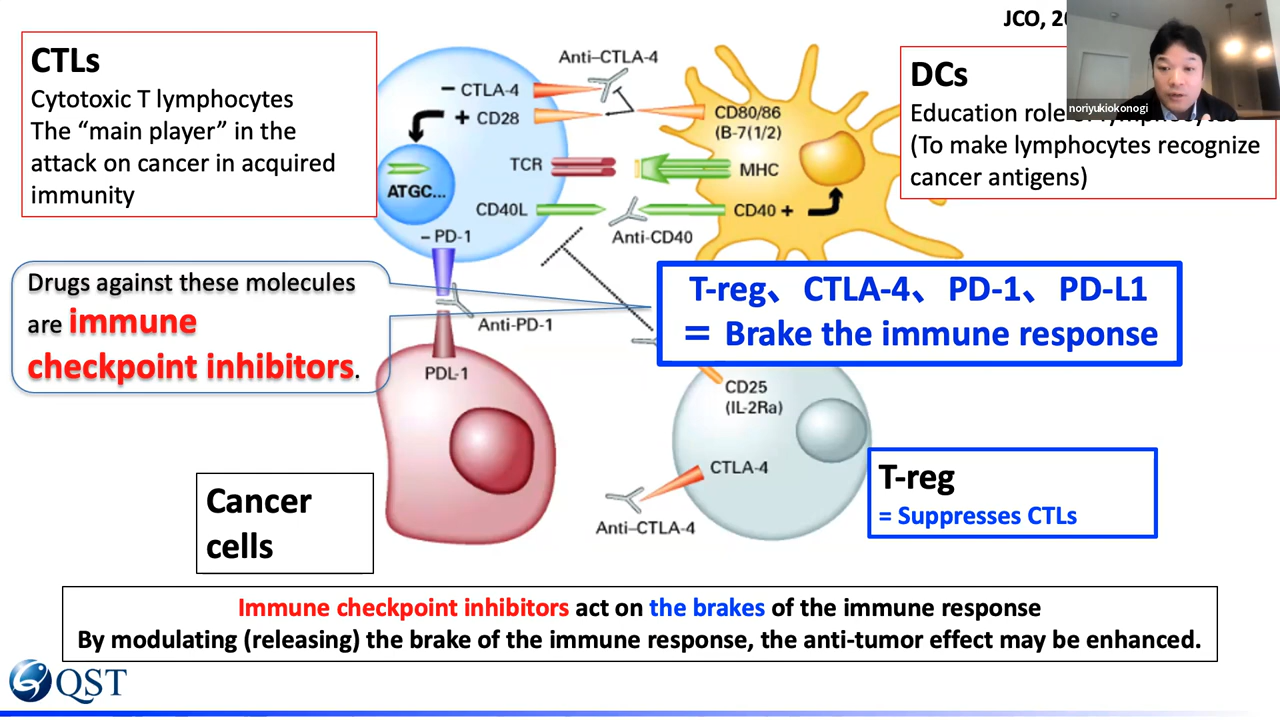 JCO, 20
CTLs
Cytotoxic T lymphocytes
The “main player” in the
attack on cancer in acquired
immunity
Anti–CTLA-4
– CTLA-4
+ CD28
TCR
ATGC...
CD40L
– PD-1
CD80/86
(B-7(1/2)
MHC
CD40 +
Anti-CD40
DCs
noriyukiokonogi
Education role of lymphocytes
(To make lymphocytes recognize
cancer antigens)
Drugs against these molecules
are immune
checkpoint inhibitors.
Anti-PD-1
PDL-1
T-reg、CTLA-4、PD-1、PD-L1
= Brake the immune response
CD25
(IL-2Ra)
CTLA-4
Anti–CTLA-4
T-reg
= Suppresses CTLs
Cancer
cells
Immune checkpoint inhibitors act on the brakes of the immune response
By modulating (releasing) the brake of the immune response, the anti-tumor effect may be enhanced.
QST